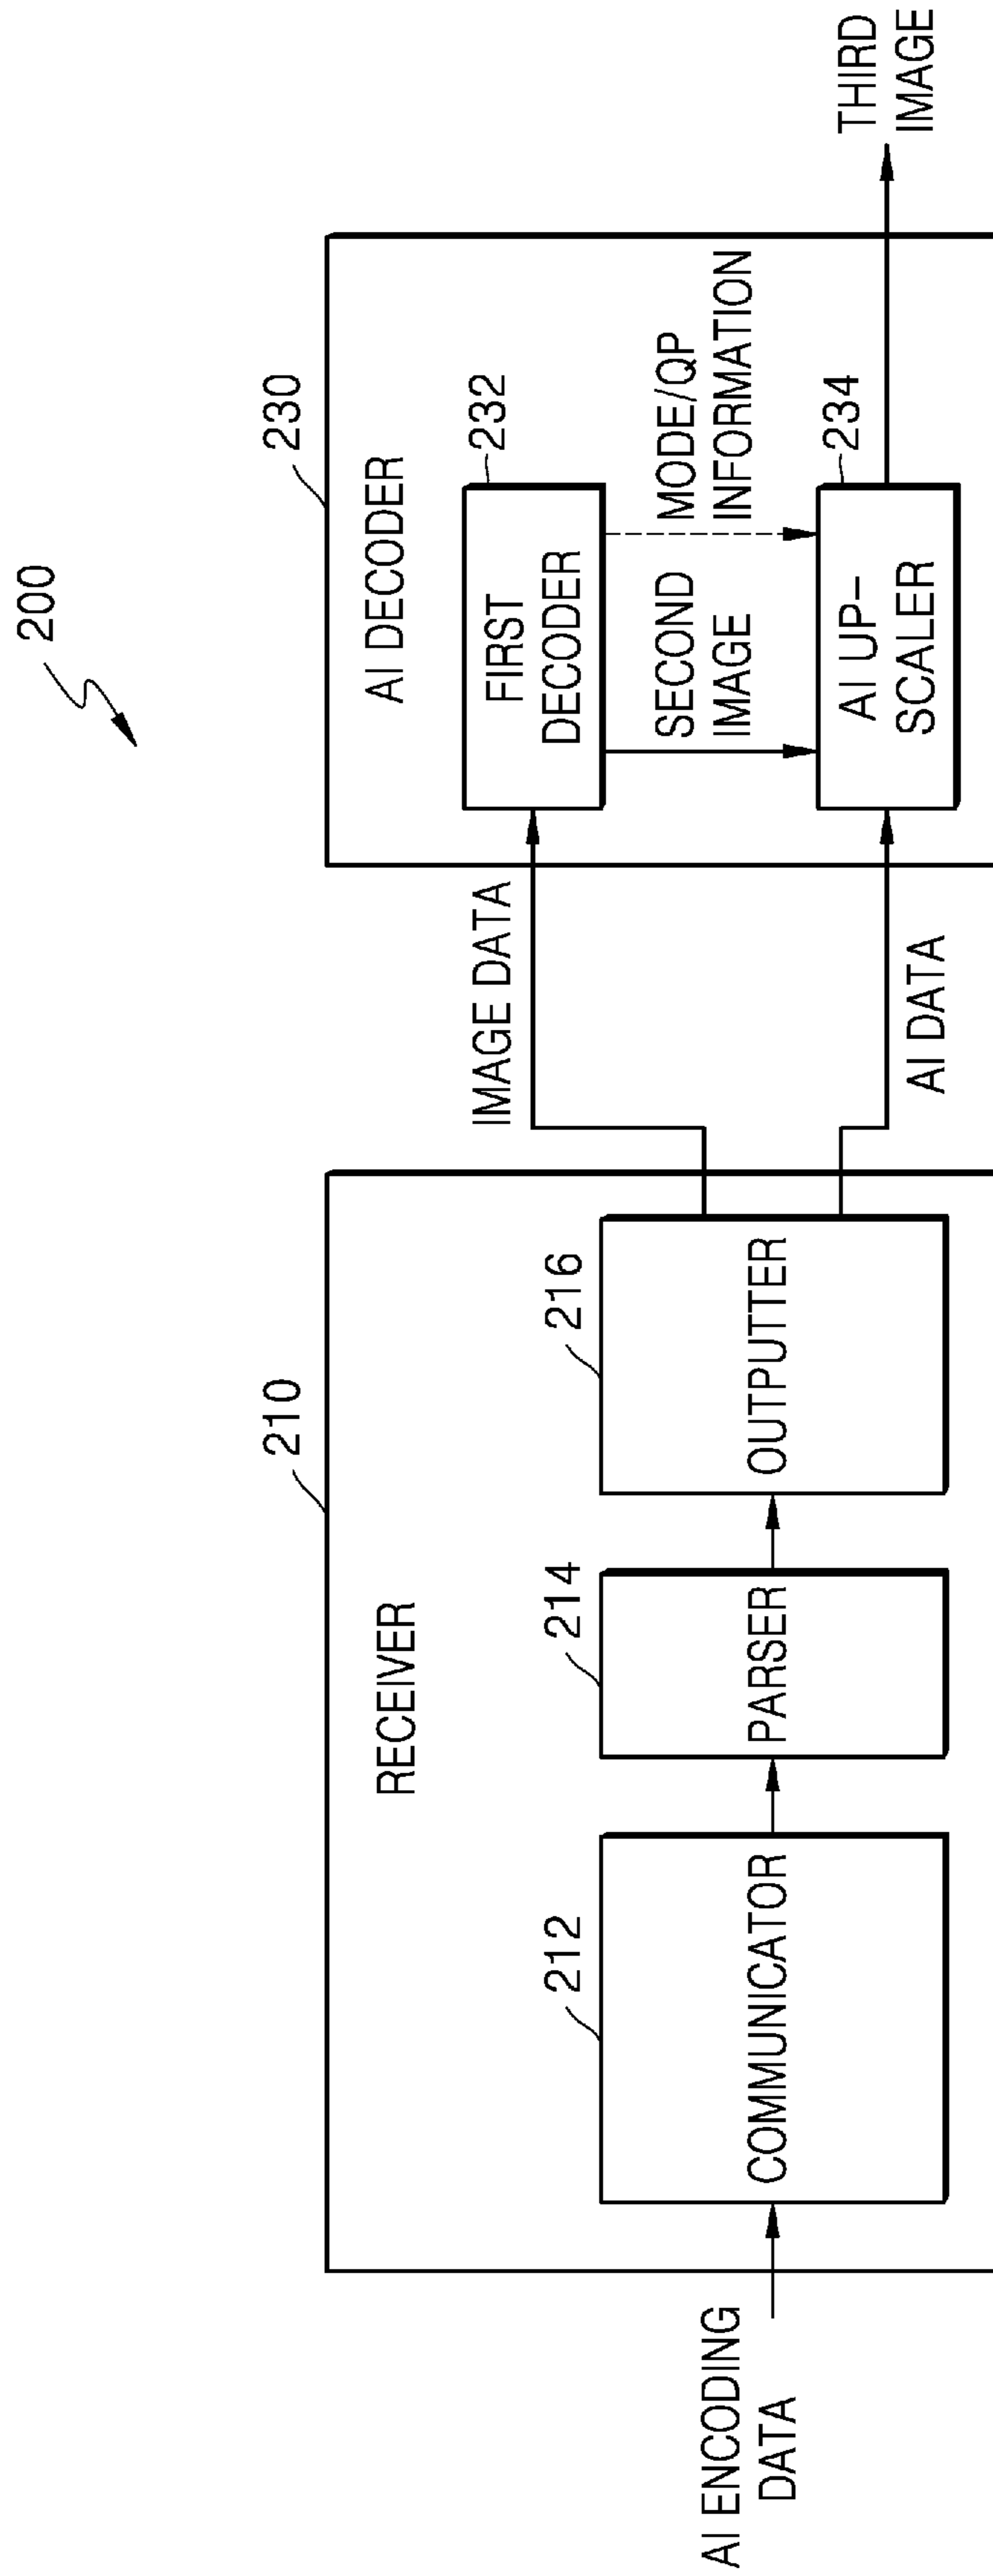 200
210
RECEIVER
212
COMMUNICATOR
214
PARSER
216
OUTPUTTER
AI ENCODING
DATA
IMAGE DATA
AI DATA
230
AI DECODER
232
FIRST
DECODER
SECOND
IMAGE
MODE/QP
INFORMATION
234
AI UP-
SCALER
THIRD
IMAGE